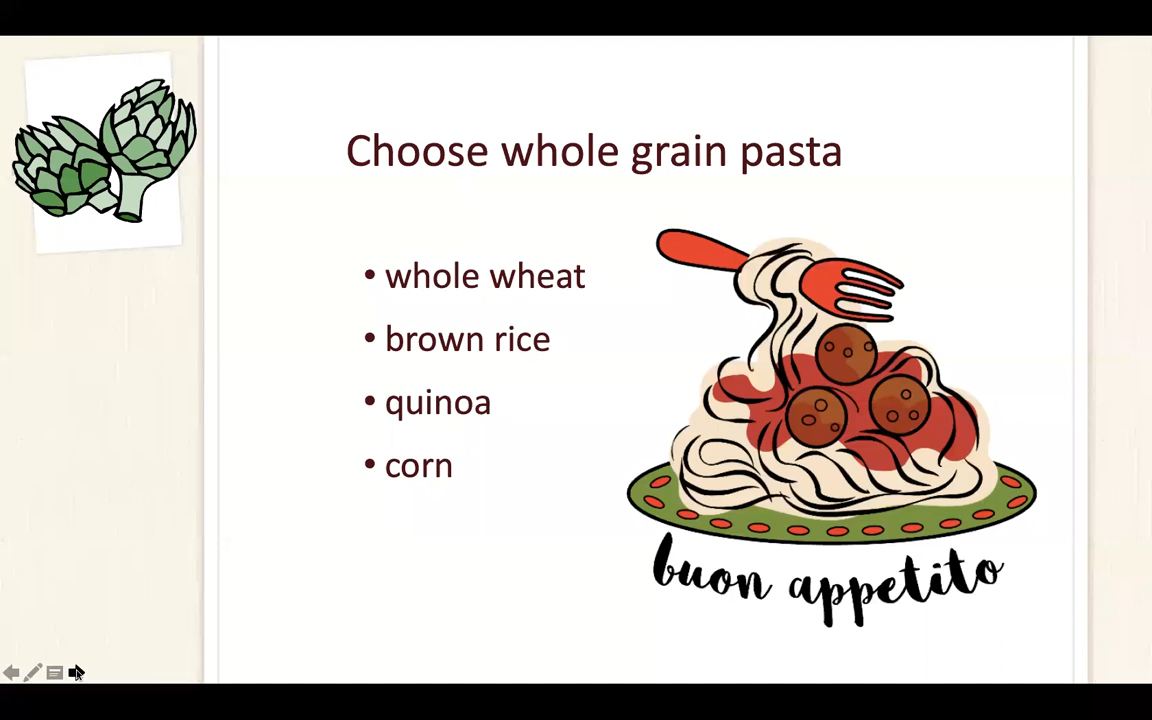 Choose whole grain pasta
• whole wheat
• brown rice
• quinoa
• corn
buon appetito